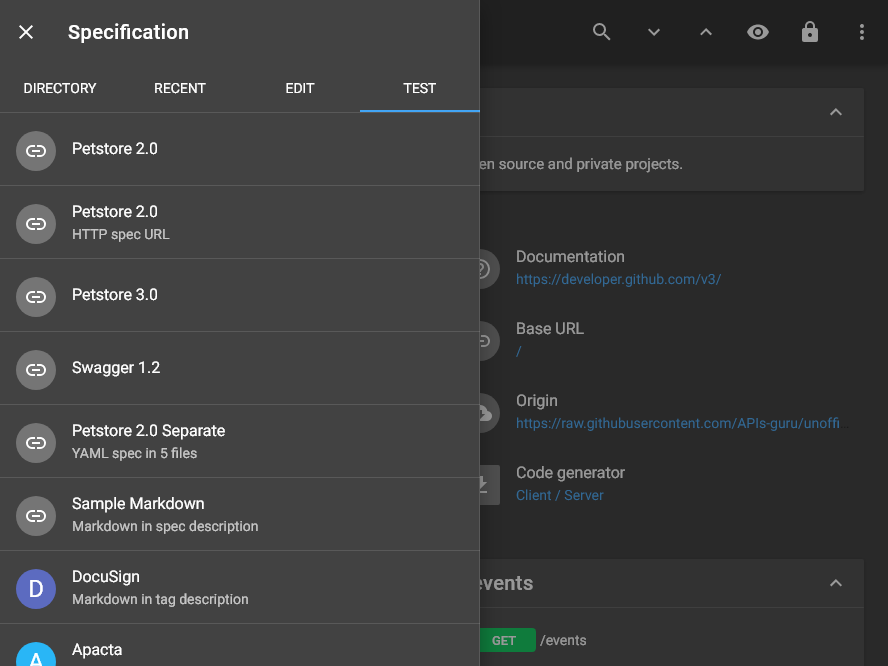 Specification
DIRECTORY
RECENT
EDIT
TEST
Petstore 2.0
Petstore 2.0
HTTP spec URL
Petstore 3.0
Swagger 1.2
Petstore 2.0 Separate
YAML spec in 5 files
Sample Markdown
Markdown in spec description
D
DocuSign
Markdown in tag description
A
Apacta
en source and private projects.
Documentation
https://developer.github.com/v3/
Base URL
/
Origin
https://raw.githubusercontent.com/APIs-guru/unoffi
Code generator
Client / Server
events
GET /events